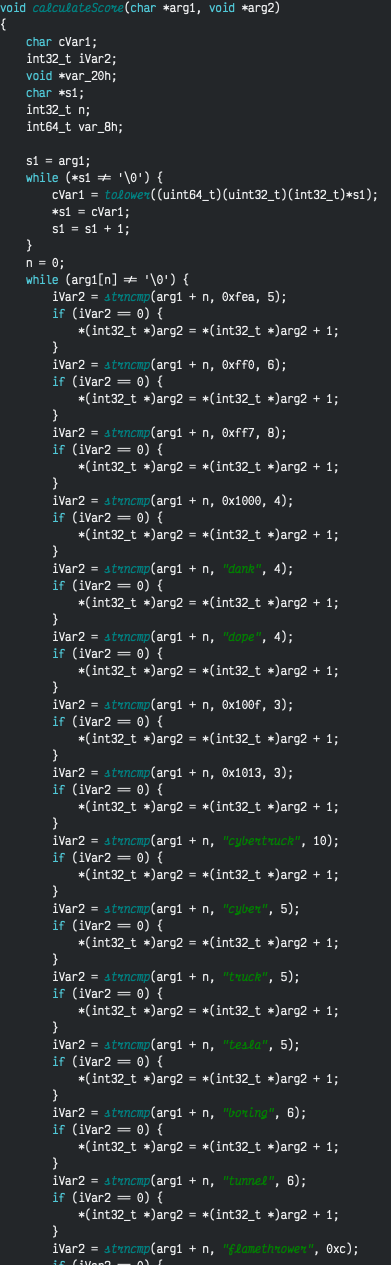 void calculateScore(char *arg1, void *arg2)
{
    char cVar1;
    int32_t iVar2;
    void *var_20h;
    char *s1;
    int32_t n;
    int64_t var_8h;

    s1 = arg1;
    while (*s1 != '\0') {
        cVar1 = tolower((uint64_t)(uint32_t)(int32_t)*s1);
        *s1 = cVar1;
        s1 = s1 + 1;
    }
    n = 0;
    while (arg1[n] != '\0') {
        iVar2 = strncmp(arg1 + n, 0xfea, 5);
        if (iVar2 == 0) {
            *(int32_t *)arg2 = *(int32_t *)arg2 + 1;
        }
        iVar2 = strncmp(arg1 + n, 0xff0, 6);
        if (iVar2 == 0) {
            *(int32_t *)arg2 = *(int32_t *)arg2 + 1;
        }
        iVar2 = strncmp(arg1 + n, 0xff7, 8);
        if (iVar2 == 0) {
            *(int32_t *)arg2 = *(int32_t *)arg2 + 1;
        }
        iVar2 = strncmp(arg1 + n, 0x1000, 4);
        if (iVar2 == 0) {
            *(int32_t *)arg2 = *(int32_t *)arg2 + 1;
        }
        iVar2 = strncmp(arg1 + n, "dank", 4);
        if (iVar2 == 0) {
            *(int32_t *)arg2 = *(int32_t *)arg2 + 1;
        }
        iVar2 = strncmp(arg1 + n, "dope", 4);
        if (iVar2 == 0) {
            *(int32_t *)arg2 = *(int32_t *)arg2 + 1;
        }
        iVar2 = strncmp(arg1 + n, 0x100f, 3);
        if (iVar2 == 0) {
            *(int32_t *)arg2 = *(int32_t *)arg2 + 1;
        }
        iVar2 = strncmp(arg1 + n, 0x1013, 3);
        if (iVar2 == 0) {
            *(int32_t *)arg2 = *(int32_t *)arg2 + 1;
        }
        iVar2 = strncmp(arg1 + n, "cybertruck", 10);
        if (iVar2 == 0) {
            *(int32_t *)arg2 = *(int32_t *)arg2 + 1;
        }
        iVar2 = strncmp(arg1 + n, "cyber", 5);
        if (iVar2 == 0) {
            *(int32_t *)arg2 = *(int32_t *)arg2 + 1;
        }
        iVar2 = strncmp(arg1 + n, "truck", 5);
        if (iVar2 == 0) {
            *(int32_t *)arg2 = *(int32_t *)arg2 + 1;
        }
        iVar2 = strncmp(arg1 + n, "tesla", 5);
        if (iVar2 == 0) {
            *(int32_t *)arg2 = *(int32_t *)arg2 + 1;
        }
        iVar2 = strncmp(arg1 + n, "boring", 6);
        if (iVar2 == 0) {
            *(int32_t *)arg2 = *(int32_t *)arg2 + 1;
        }
        iVar2 = strncmp(arg1 + n, "tunnel", 6);
        if (iVar2 == 0) {
            *(int32_t *)arg2 = *(int32_t *)arg2 + 1;
        }
        iVar2 = strncmp(arg1 + n, "flamethrower", 0xc);
        if (iVar2 == 0) {